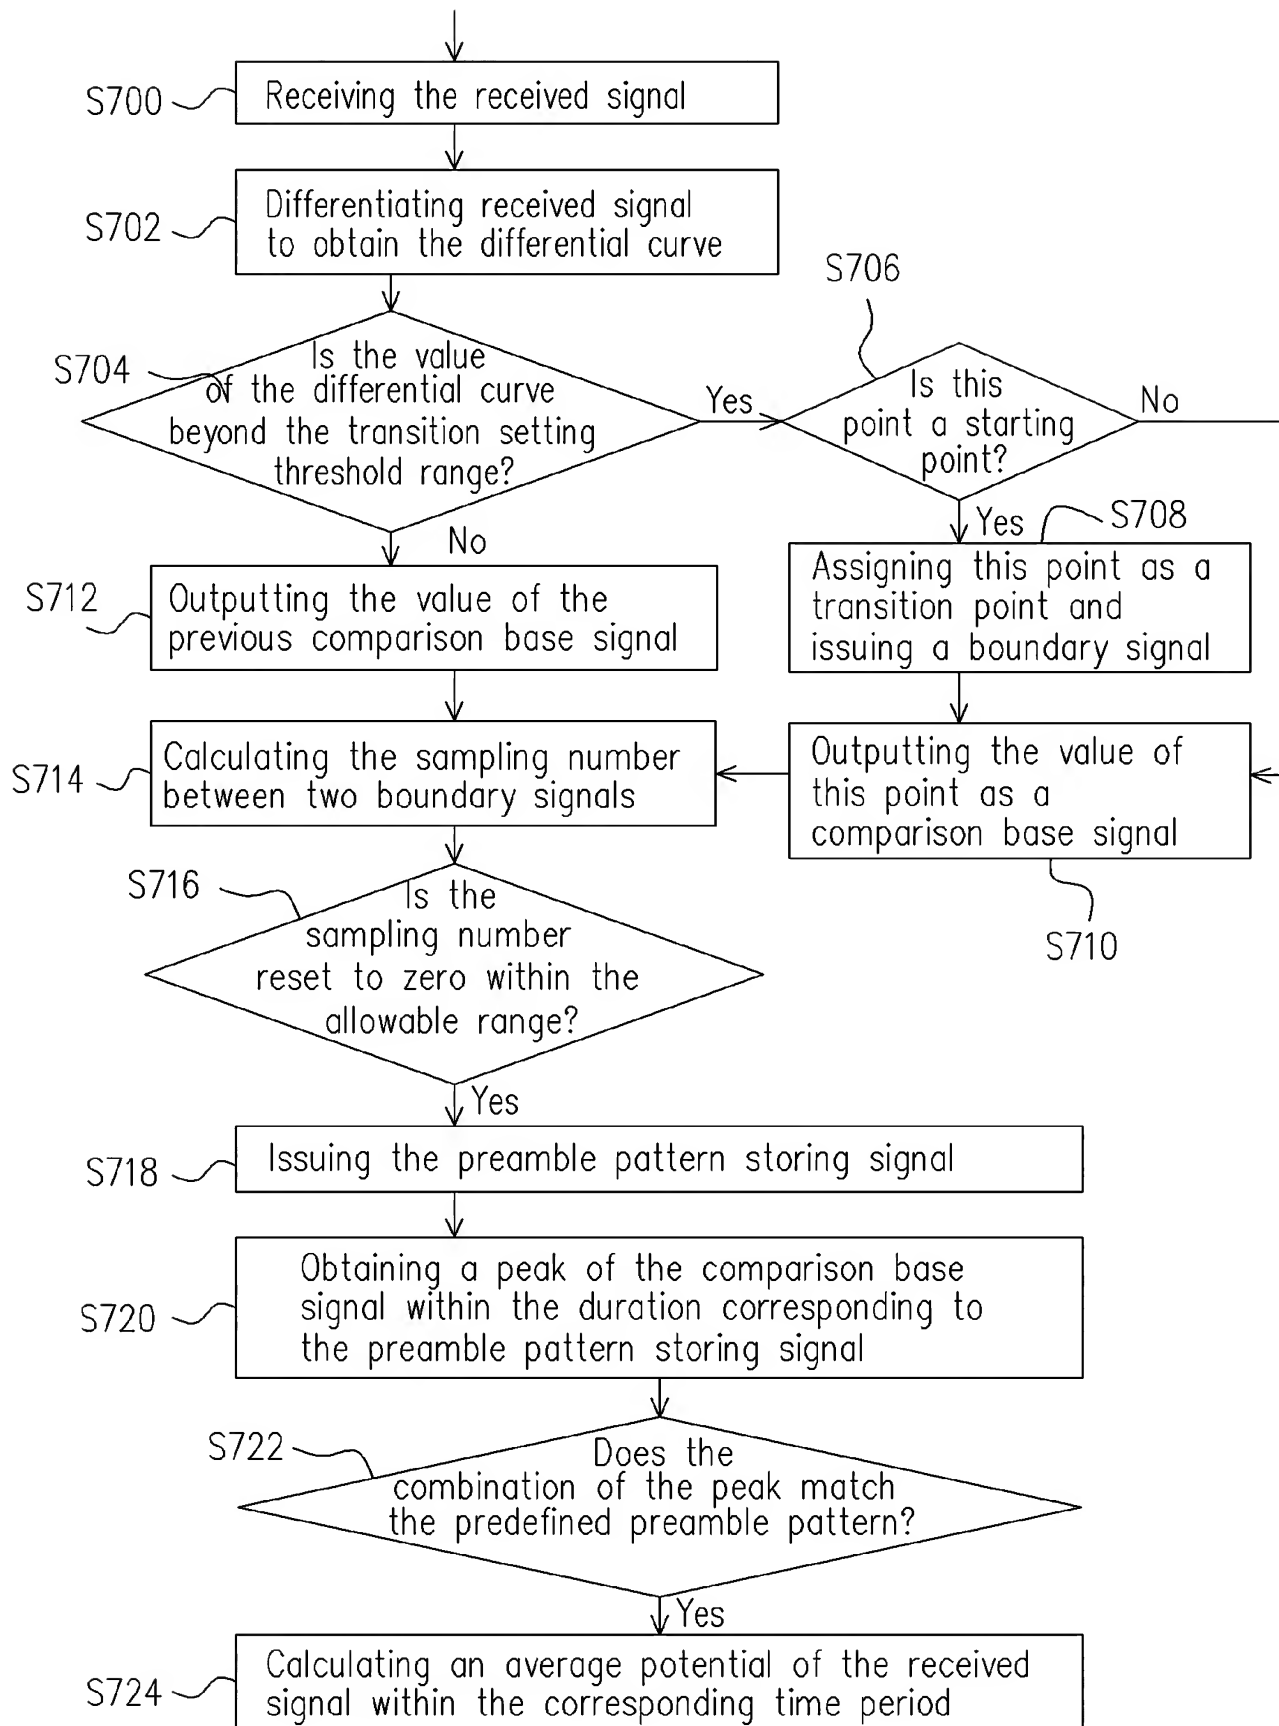 S700
Receiving the received signal
S702
Differentiating received signal
to obtain the differential curve
S704
Is the value
of the differential curve
beyond the transition setting
threshold range?
Yes
S706
Is this
point a starting
point?
No
Yes
S708
Assigning this point as a
transition point and
issuing a boundary signal
No
S712
Outputting the value of the
previous comparison base signal
S710
Outputting the value of
this point as a
comparison base signal
S714
Calculating the sampling number
between two boundary signals
S716
Is the
sampling number
reset to zero within the
allowable range?
Yes
S718
Issuing the preamble pattern storing signal
S720
Obtaining a peak of the comparison base
signal within the duration corresponding to
the preamble pattern storing signal
S722
Does the
combination of the peak match
the predefined preamble pattern?
Yes
S724
Calculating an average potential of the received
signal within the corresponding time period